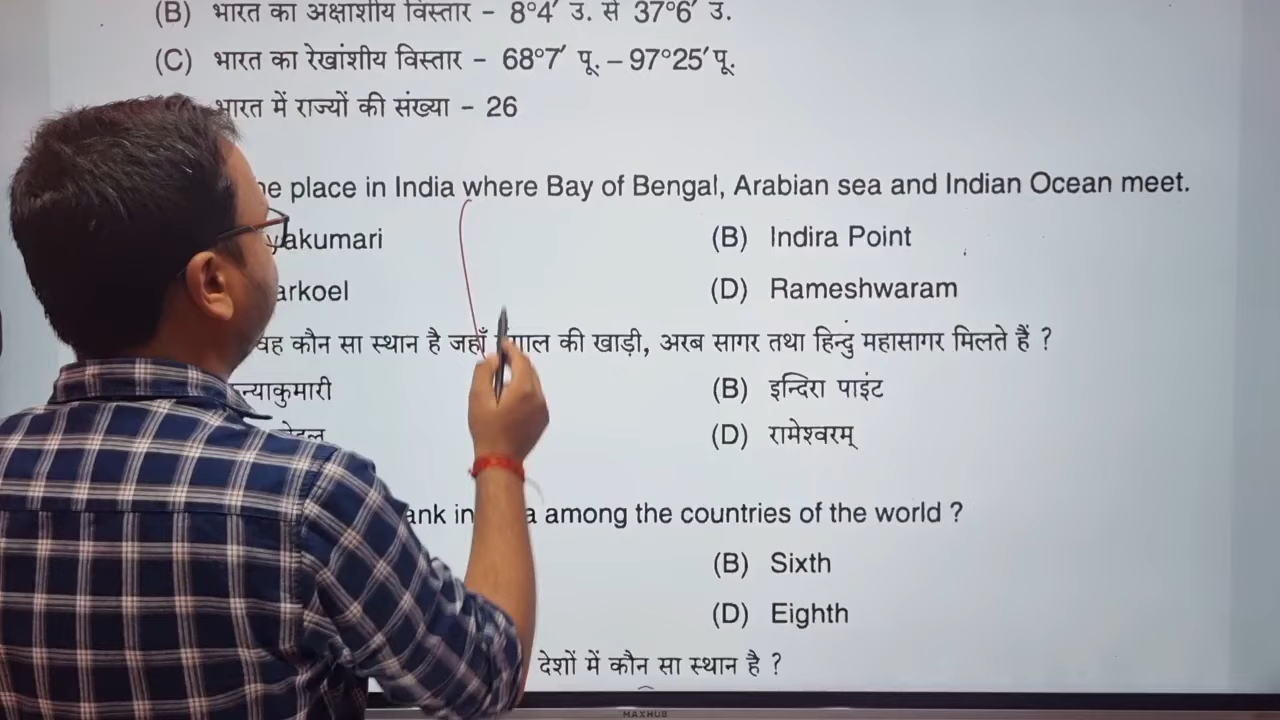 (B) भारत का अक्षांशीय विस्तार – 8°4′ उ. से 37°6′ उ.
(C) भारत का रेखांशीय विस्तार – 68°7′ पू. – 97°25′ पू.
भारत में राज्यों की संख्या – 26
place in India where Bay of Bengal, Arabian sea and Indian Ocean meet.
(B) Indira Point
(D) Rameshwaram
वह कौन सा स्थान है जहाँ की खाड़ी, अरब सागर तथा हिन्दु महासागर मिलते हैं ?
(B) इन्दिरा पाइंट
(D) रामेश्वरम्
among the countries of the world ?
(B) Sixth
(D) Eighth
देशों में कौन सा स्थान है ?
MAXHUB